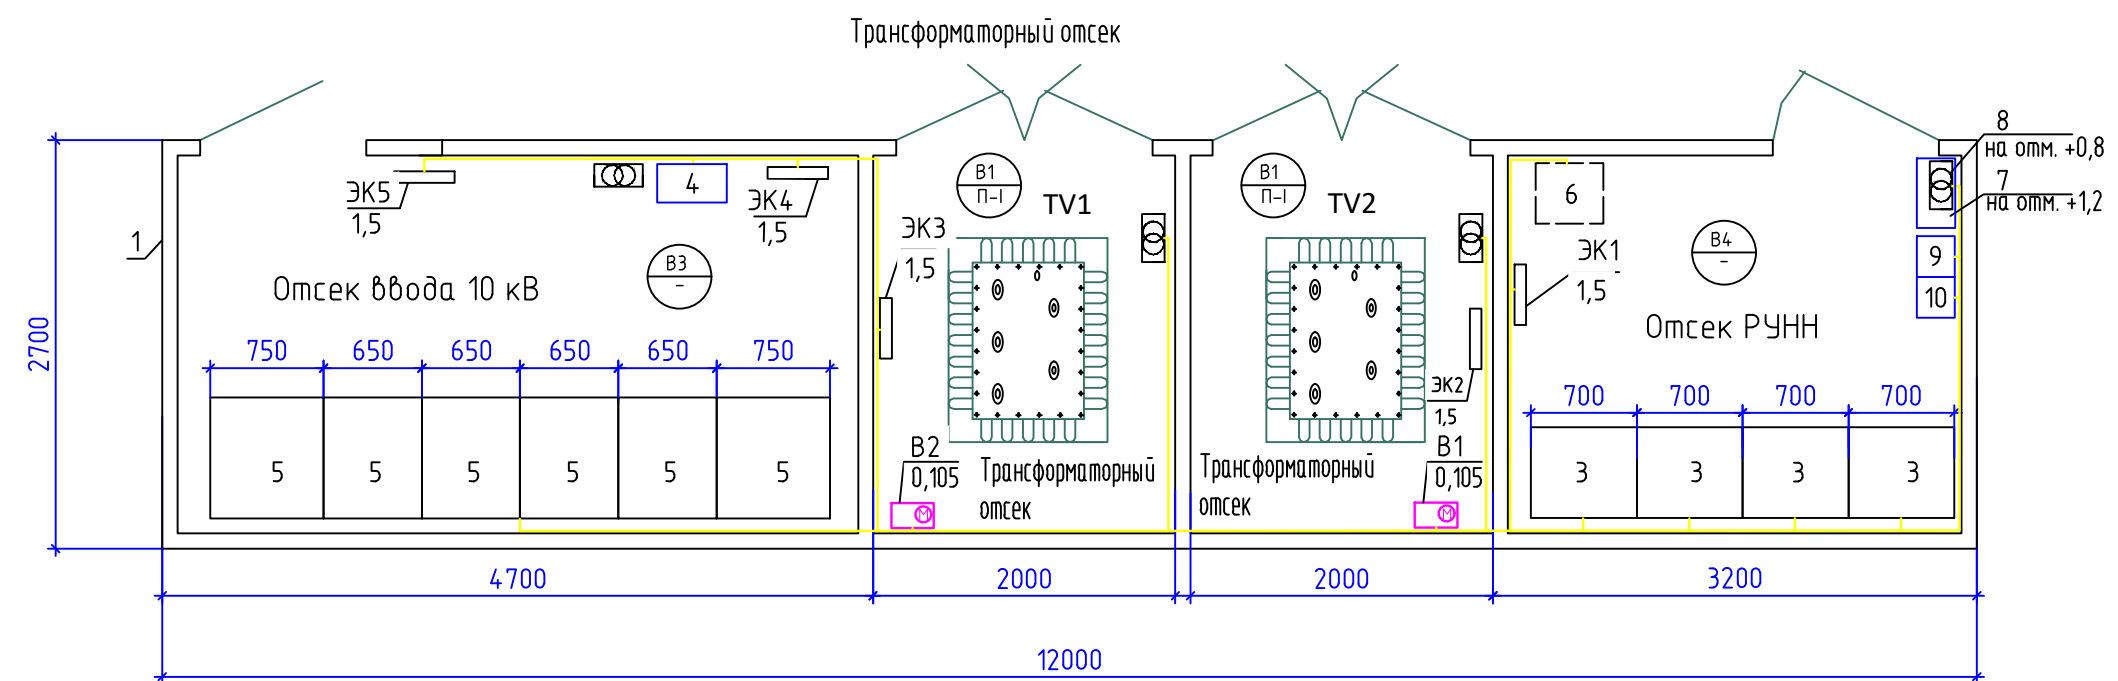 Трансформаторный отсек
8
на отм. +0,8
7
на отм. +1,2
ЭК5
1,5
4
ЭК4
1,5
В1
П-I
TV1
В1
П-I
TV2
6
ЭК3
1,5
1
В3
-
Отсек ввода 10 кВ
ЭК1
1,5
В4
-
9
10
Отсек РУНН
2700
750
650
650
650
650
750
ЭК2
1,5
700
700
700
700
5
5
5
5
5
5
В2
0,105
Трансформаторный
отсек
Трансформаторный
отсек
В1
0,105
3
3
3
3
М
М
4700
2000
2000
3200
12000